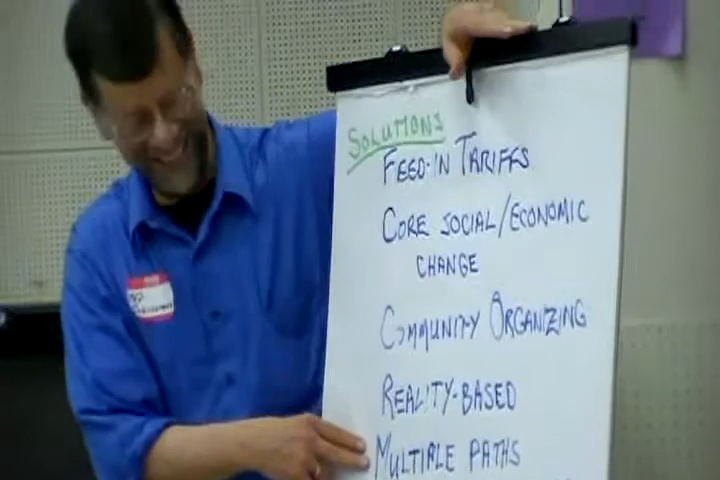 SOLUTIONS
FEED-IN TARIFFS
CORE SOCIAL/ECONOMIC
CHANGE
COMMUNITY ORGANIZING
REALITY-BASED
MULTIPLE PATHS